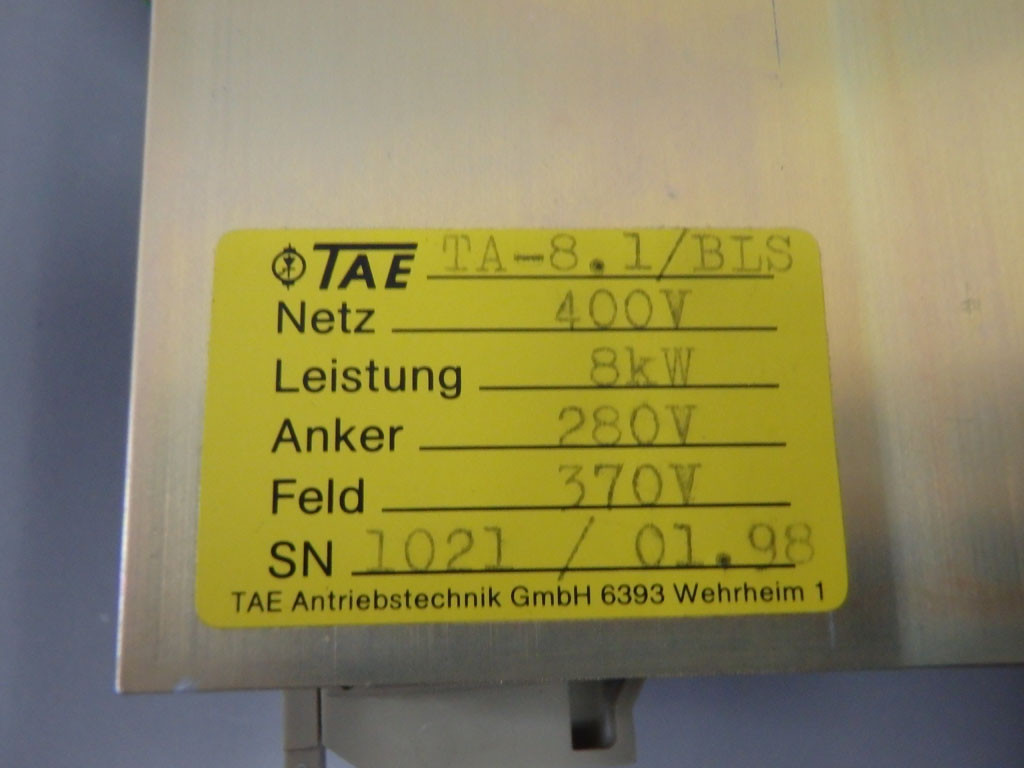 TAE TA-8.1/BLS
Netz 400V
Leistung 8kW
Anker 280V
Feld 370V
SN 1021 / 01.98
TAE Antriebstechnik GmbH 6393 Wehrheim 1